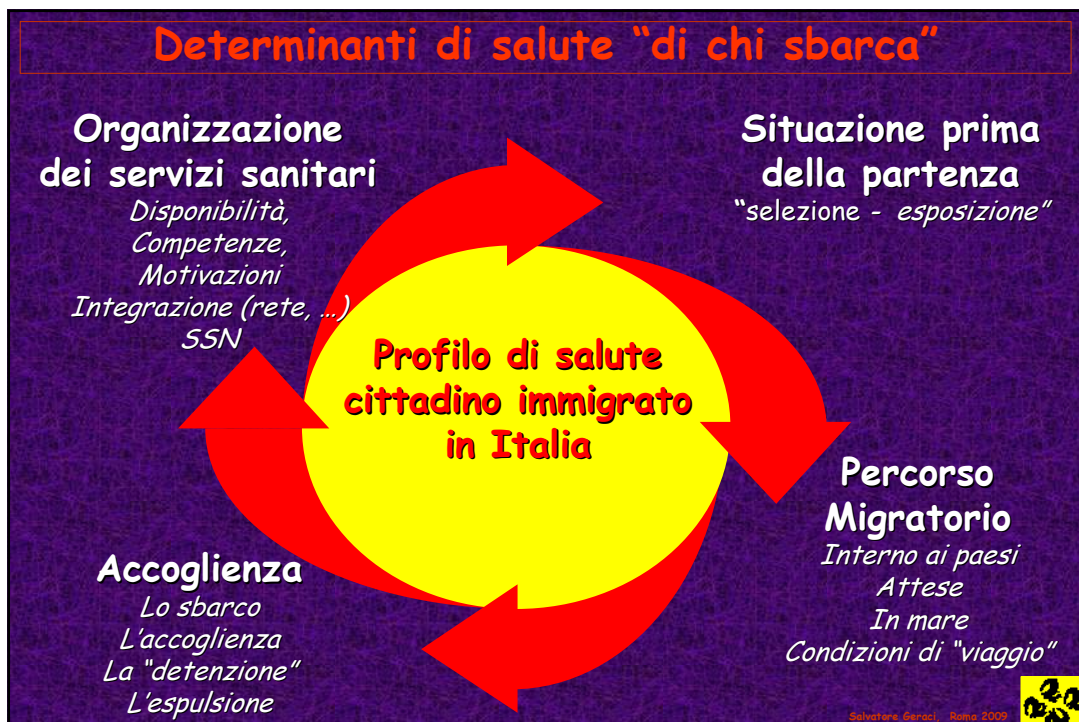 Determinanti di salute “di chi sbarca”
Organizzazione
dei servizi sanitari
Disponibilità,
Competenze,
Motivazioni
Integrazione (rete, …)
SSN
Situazione prima
della partenza
“selezione - esposizione”
Profilo di salute
cittadino immigrato
in Italia
Percorso
Migratorio
Interno ai paesi
Attese
In mare
Condizioni di “viaggio”
Accoglienza
Lo sbarco
L’accoglienza
La “detenzione”
L’espulsione
Salvatore Geraci, Roma 2009